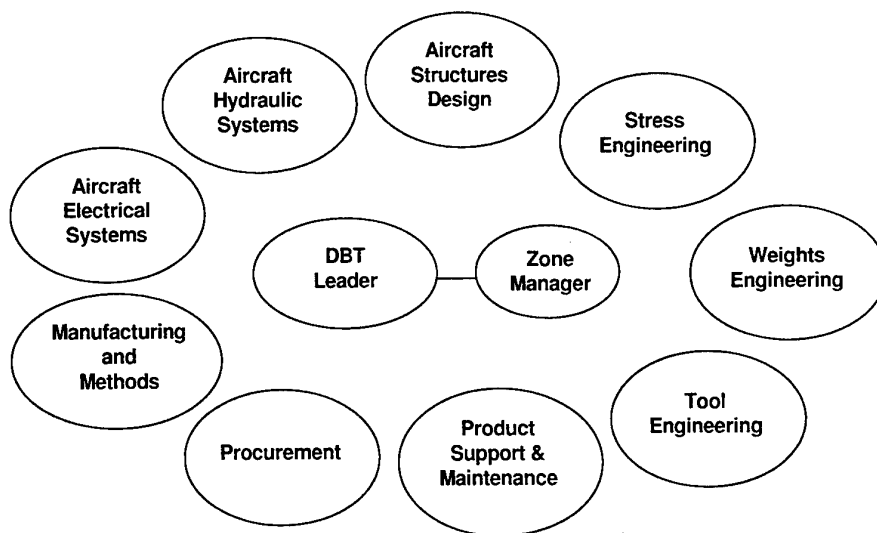 Aircraft
Structures
Design
Aircraft
Hydraulic
Systems
Stress
Engineering
Aircraft
Electrical
Systems
DBT
Leader
Zone
Manager
Weights
Engineering
Manufacturing
and
Methods
Tool
Engineering
Procurement
Product
Support &
Maintenance